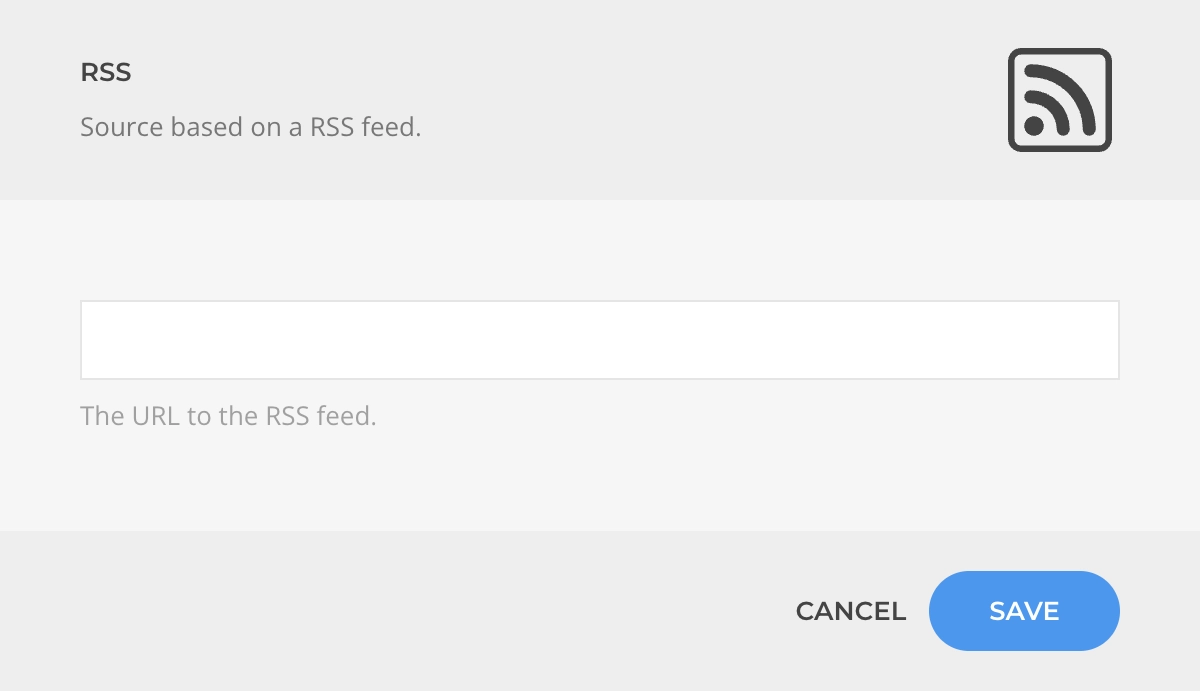 RSS
Source based on a RSS feed.
The URL to the RSS feed.
CANCEL SAVE